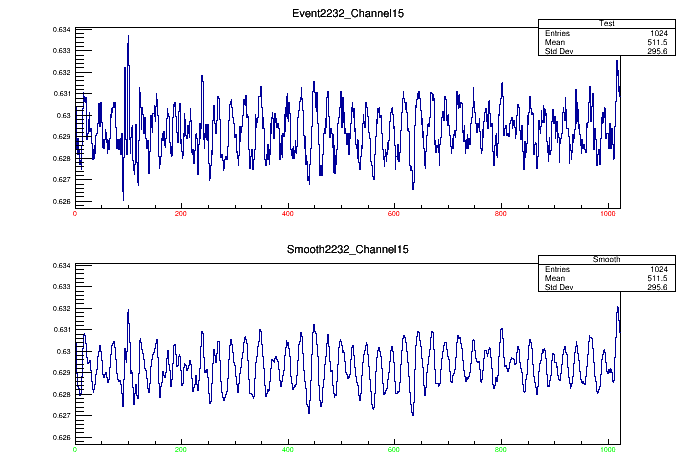 Event2232_Channel15
Test
Entries 1024
Mean 511.5
Std Dev 295.6
0.634
0.633
0.632
0.631
0.63
0.629
0.628
0.627
0.626
0 200 400 600 800 1000
Smooth2232_Channel15
Smooth
Entries 1024
Mean 511.5
Std Dev 295.6
0.634
0.633
0.632
0.631
0.63
0.629
0.628
0.627
0.626
0 200 400 600 800 1000